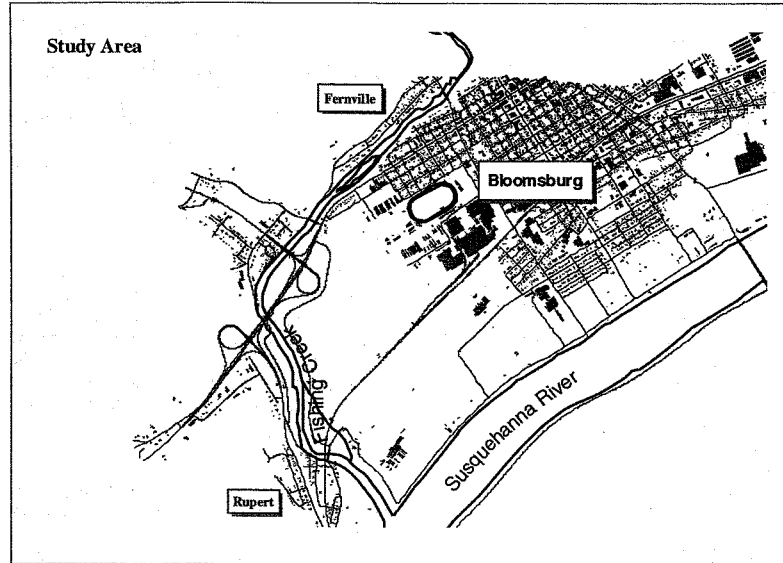 Study Area
Fernville
Bloomsburg
Fishing Creek
Susquehanna River
Rupert